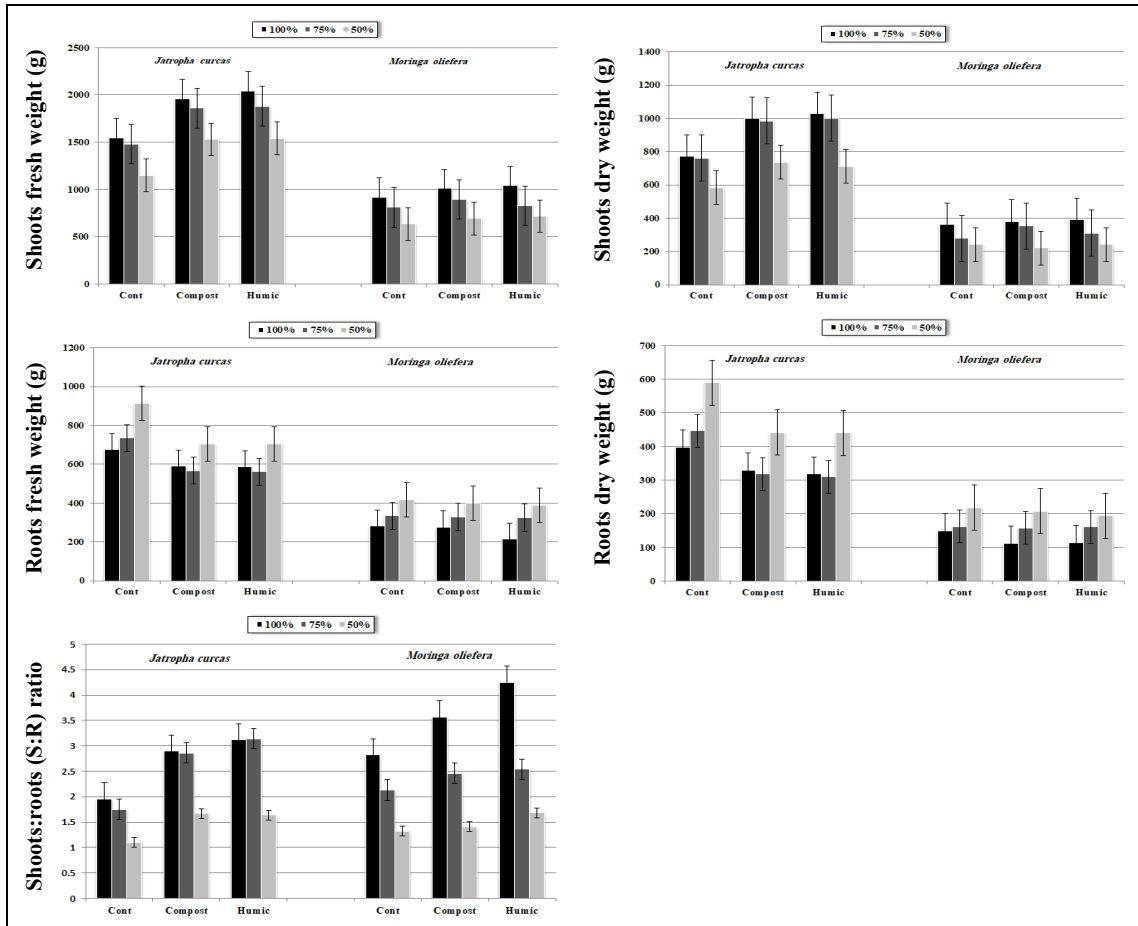 100% 75% 50%
Shoots fresh weight (g)
Jatropha curcas
Moringa oliefera
2500
2000
1500
1000
500
0
Cont Compost Humic Cont Compost Humic
100% 75% 50%
Shoots dry weight (g)
Jatropha curcas
Moringa oliefera
1400
1200
1000
800
600
400
200
0
Cont Compost Humic Cont Compost Humic
100% 75% 50%
Roots fresh weight (g)
Jatropha curcas
Moringa oliefera
1200
1000
800
600
400
200
0
Cont Compost Humic Cont Compost Humic
100% 75% 50%
Roots dry weight (g)
Jatropha curcas
Moringa oliefera
700
600
500
400
300
200
100
0
Cont Compost Humic Cont Compost Humic
100% 75% 50%
Shoots:roots (S:R) ratio
Jatropha curcas
Moringa oliefera
5
4.5
4
3.5
3
2.5
2
1.5
1
0.5
0
Cont Compost Humic Cont Compost Humic